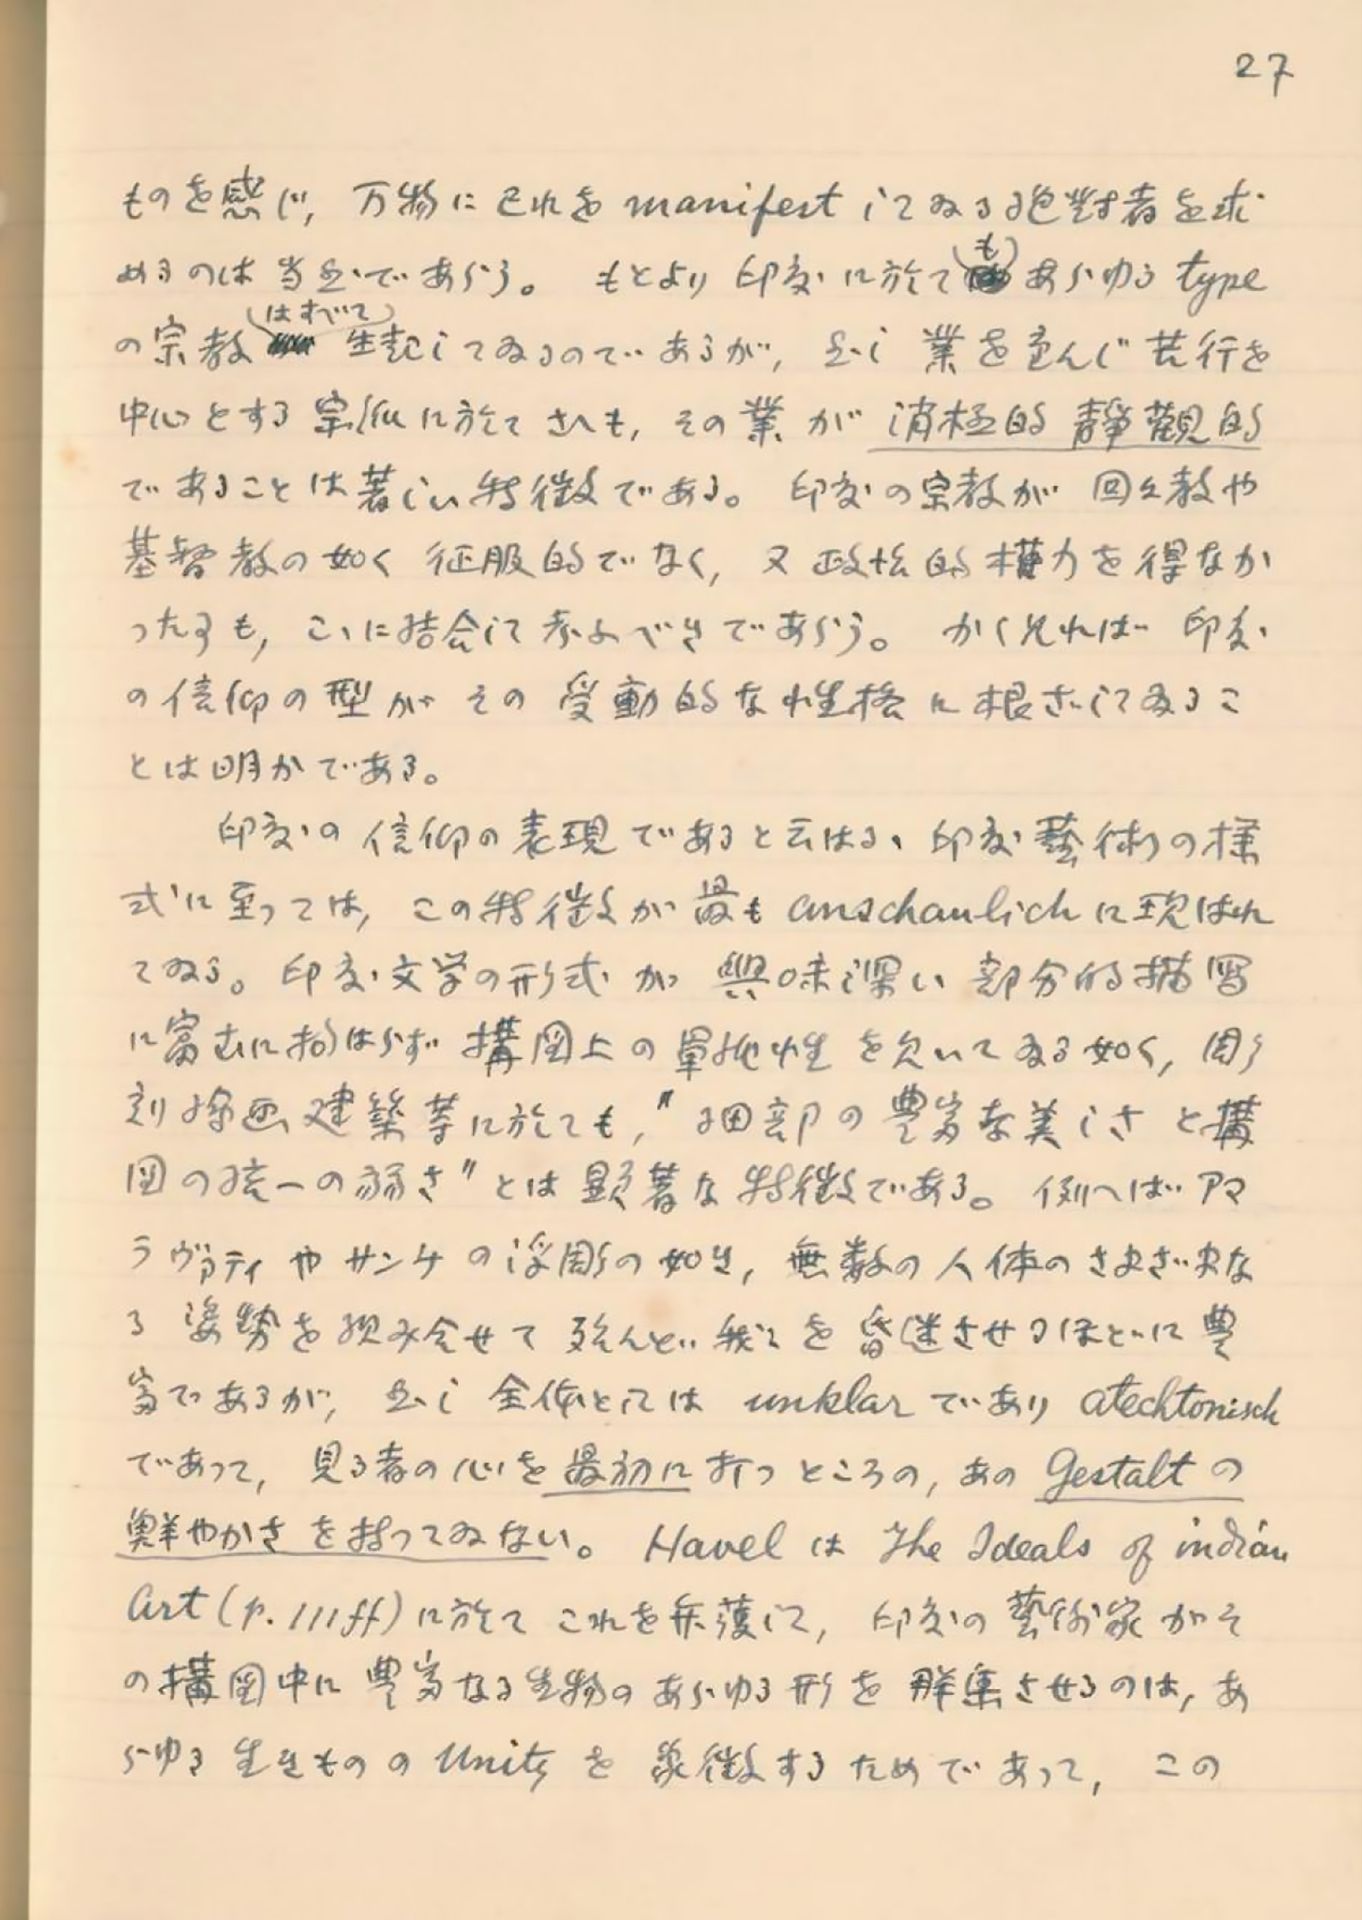 27
ものを感じ, 万物に己れを manifest してゐる絶対者を求
めるのは当然であらう。 もとより 印度に於て も あらゆる type
の宗教 はすべて 生起してゐるのであるが, 然し 業を重んじ 苦行を
中心とする 宗派に於てさへも, その業が 消極的 静觀的
であることは著しい特徴である。 印度の宗教が 回々教や
基督教の如く 征服的でなく, 又 政治的権力を得なか
った事も, こゝに結合して考ふべきであらう。 かく見れば 印度
の信仰の型が その 受動的な性格に根ざしてゐるこ
とは明かである。
印度の信仰の表現であると云はるゝ 印度藝術の様
式に至っては, この特徴が最も anschaulich に現はれ
てゐる。 印度文学の形式が 興味深い 部分的描写
に富むに拘はらず 構図上の単純性を欠いてゐる如く, 彫
刻絵画建築等に於ても, "細部の豊富な美しさと構
図の統一の弱さ" とは 顕著な特徴である。 例へば アマ
ラヴァティ や サンチ の浮彫の如き, 無数の人体のさまざまな
る 姿勢を組み合せて 殆んど 我々を昏迷させるほどに豊
富であるが, 然し 全体としては unklar であり atechtonisch
であって, 見る者の心を最初に打つところの, あの Gestalt の
鮮やかさを持ってゐない。 Havel は The Ideals of indian
Art (p. 111ff) に於て これを弁護して, 印度の藝術家がそ
の構図中に 豊富なる生物のあらゆる形を 群集させるのは, あ
らゆる 生きものの Unity を 象徴するためであって, この